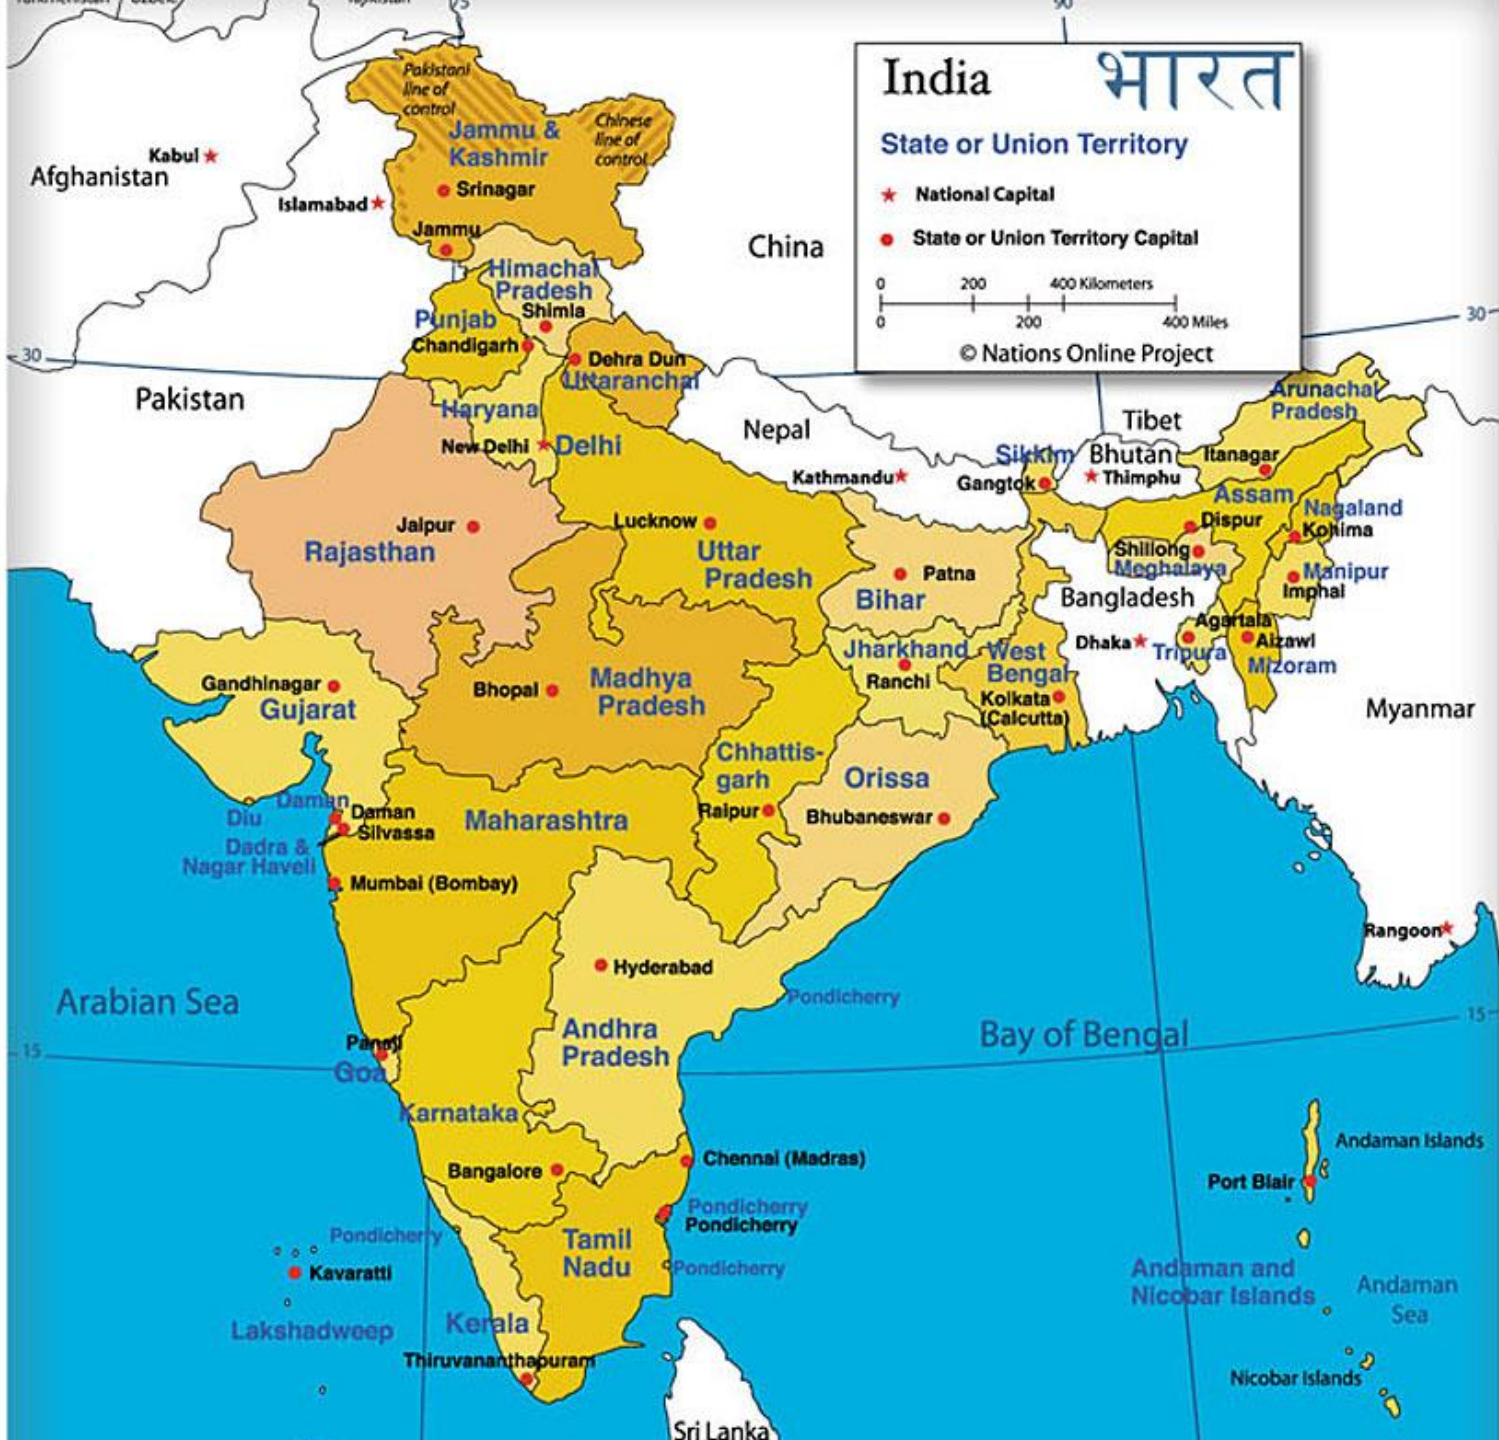 75
90
Pakistani
line of
control
Chinese
line of
control
Jammu &
Kashmir
Srinagar
Jammu
Kabul
Afghanistan
Islamabad
China
India
भारत
State or Union Territory
National Capital
State or Union Territory Capital
0 200 400 Kilometers
0 200 400 Miles
© Nations Online Project
Himachal
Pradesh
Shimla
Punjab
Chandigarh
30
30
Dehra Dun
Uttaranchal
Pakistan
Haryana
New Delhi
Delhi
Nepal
Kathmandu
Tibet
Sikkim
Gangtok
Bhutan
Thimphu
Arunachal
Pradesh
Itanagar
Assam
Dispur
Nagaland
Kohima
Shillong
Meghalaya
Manipur
Imphal
Jaipur
Rajasthan
Lucknow
Uttar
Pradesh
Patna
Bihar
Bangladesh
Dhaka
Agartala
Tripura
Aizawl
Mizoram
Jharkhand
Ranchi
West
Bengal
Kolkata
(Calcutta)
Myanmar
Gandhinagar
Gujarat
Bhopal
Madhya
Pradesh
Chhattis-
garh
Raipur
Orissa
Bhubaneswar
Daman
Diu
Daman
Silvassa
Dadra &
Nagar Haveli
Maharashtra
Mumbai (Bombay)
Rangoon
Hyderabad
Arabian Sea
Pondicherry
Andhra
Pradesh
Bay of Bengal
15
15
Panaji
Goa
Karnataka
Bangalore
Chennai (Madras)
Andaman Islands
Port Blair
Pondicherry
Pondicherry
Pondicherry
Tamil
Nadu
Pondicherry
Kavaratti
Lakshadweep
Kerala
Thiruvananthapuram
Andaman and
Nicobar Islands
Andaman
Sea
Nicobar Islands
Sri Lanka